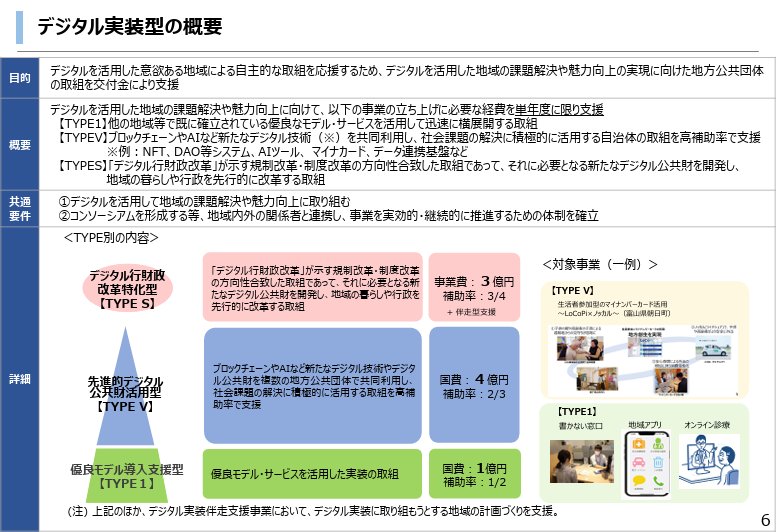 デジタル実装型の概要
目的
デジタルを活用した意欲ある地域による自主的な取組を応援するため、デジタルを活用した地域の課題解決や魅力向上の実現に向けた地方公共団体
の取組を交付金により支援
概要
デジタルを活用した地域の課題解決や魅力向上に向けて、以下の事業の立ち上げに必要な経費を単年度に限り支援
【TYPE1】他の地域等で既に確立されている優良なモデル・サービスを活用して迅速に横展開する取組
【TYPEV】ブロックチェーンやAIなど新たなデジタル技術（※）を共同利用し、社会課題の解決に積極的に活用する自治体の取組を高補助率で支援
※例：NFT、DAO等システム、AIツール、マイナカード、データ連携基盤など
【TYPES】「デジタル行財政改革」が示す規制改革・制度改革の方向性合致した取組であって、それに必要となる新たなデジタル公共財を開発し、
地域の暮らしや行政を先行的に改革する取組
共通
要件
①デジタルを活用して地域の課題解決や魅力向上に取り組む
②コンソーシアムを形成する等、地域内外の関係者と連携し、事業を実効的・継続的に推進するための体制を確立
詳細
＜TYPE別の内容＞
デジタル行財政
改革特化型
【TYPE S】
「デジタル行財政改革」が示す規制改革・制度改革
の方向性合致した取組であって、それに必要となる新
たなデジタル公共財を開発し、地域の暮らしや行政を
先行的に改革する取組
事業費：３億円
補助率：3/4
+ 伴走型支援
先進的デジタル
公共財活用型
【TYPE V】
ブロックチェーンやAIなど新たなデジタル技術やデジタ
ル公共財を複数の地方公共団体で共同利用し、
社会課題の解決に積極的に活用する取組を高補
助率で支援
国費：４億円
補助率：2/3
優良モデル導入支援型
【TYPE１】
優良モデル・サービスを活用した実装の取組
国費：1億円
補助率：1/2
＜対象事業（一例）＞
【TYPE V】
生活者参加型のマイナンバーカード活用
～LoCoPi×ノッカル～（富山県朝日町）
地方創生を実現
【TYPE1】
書かない窓口
地域アプリ
オンライン診療
(注) 上記のほか、デジタル実装伴走支援事業において、デジタル実装に取り組もうとする地域の計画づくりを支援。
6